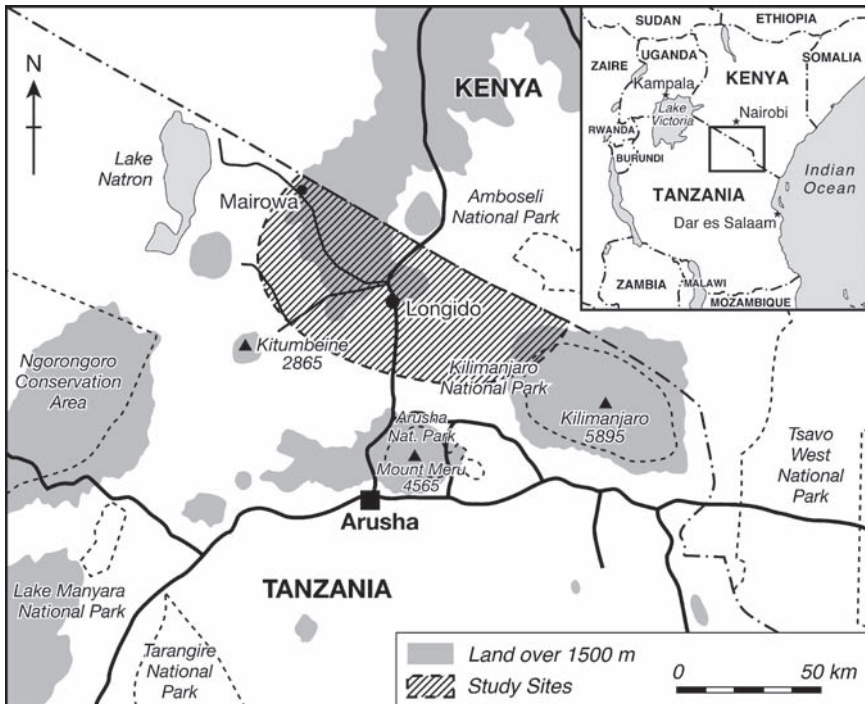 N
KENYA
Lake
Natron
Mairowa
Amboseli
National Park
Longido
Kitumbeine
2865
Ngorongoro
Conservation
Area
Kilimanjaro
National Park
Kilimanjaro
5895
Arusha
Nat. Park
Mount Meru
4565
Tsavo
West
National
Park
Arusha
TANZANIA
Lake Manyara
National Park
Tarangire
National
Park
Land over 1500 m
Study Sites
0 50 km
SUDAN
ETHIOPIA
UGANDA
ZAIRE
KENYA
SOMALIA
Kampala
Lake
Victoria
Nairobi
RWANDA
BURUNDI
TANZANIA
Indian
Ocean
Dar es Salaam
ZAMBIA
MALAWI
MOZAMBIQUE